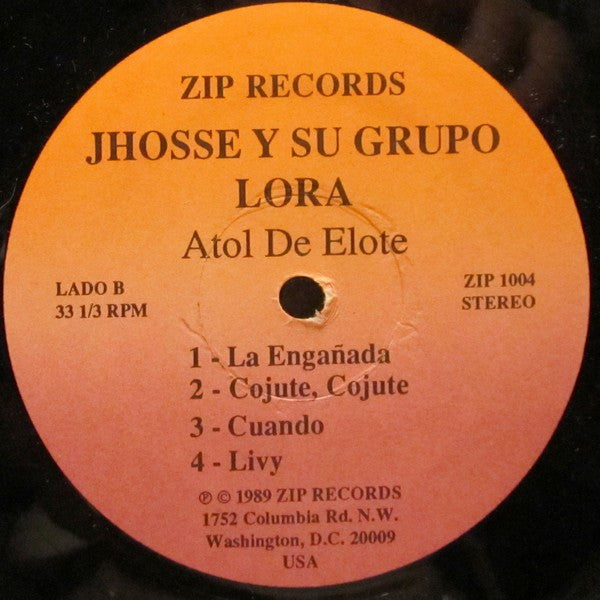 ZIP RECORDS
JHOSSE Y SU GRUPO
LORA
Atol De Elote
LADO B
33 1/3 RPM
ZIP 1004
STEREO
1 - La Engañada
2 - Cojute, Cojute
3 - Cuando
4 - Livy
℗ © 1989 ZIP RECORDS
1752 Columbia Rd. N.W.
Washington, D.C. 20009
USA